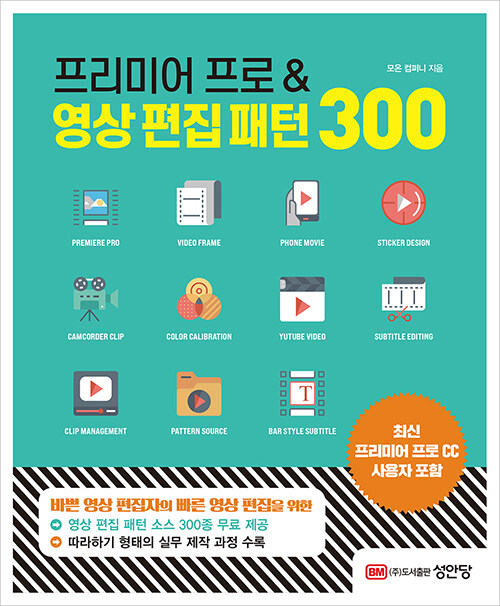 프리미어 프로 &
모온 컴퍼니 지음
영상 편집 패턴 300
PREMIERE PRO
VIDEO FRAME
PHONE MOVIE
STICKER DESIGN
CAMCORDER CLIP
COLOR CALIBRATION
YUTUBE VIDEO
SUBTITLE EDITING
CLIP MANAGEMENT
PATTERN SOURCE
T
BAR STYLE SUBTITLE
최신
프리미어 프로 CC
사용자 포함
바쁜 영상 편집자의 빠른 영상 편집을 위한
영상 편집 패턴 소스 300종 무료 제공
따라하기 형태의 실무 제작 과정 수록
BM (주)도서출판 성안당